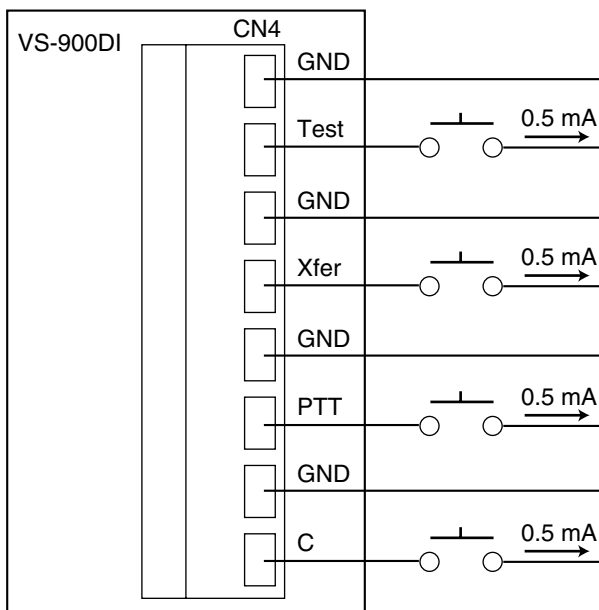 CN4
VS-900DI
GND
Test
0.5 mA
GND
Xfer
0.5 mA
GND
PTT
0.5 mA
GND
C
0.5 mA